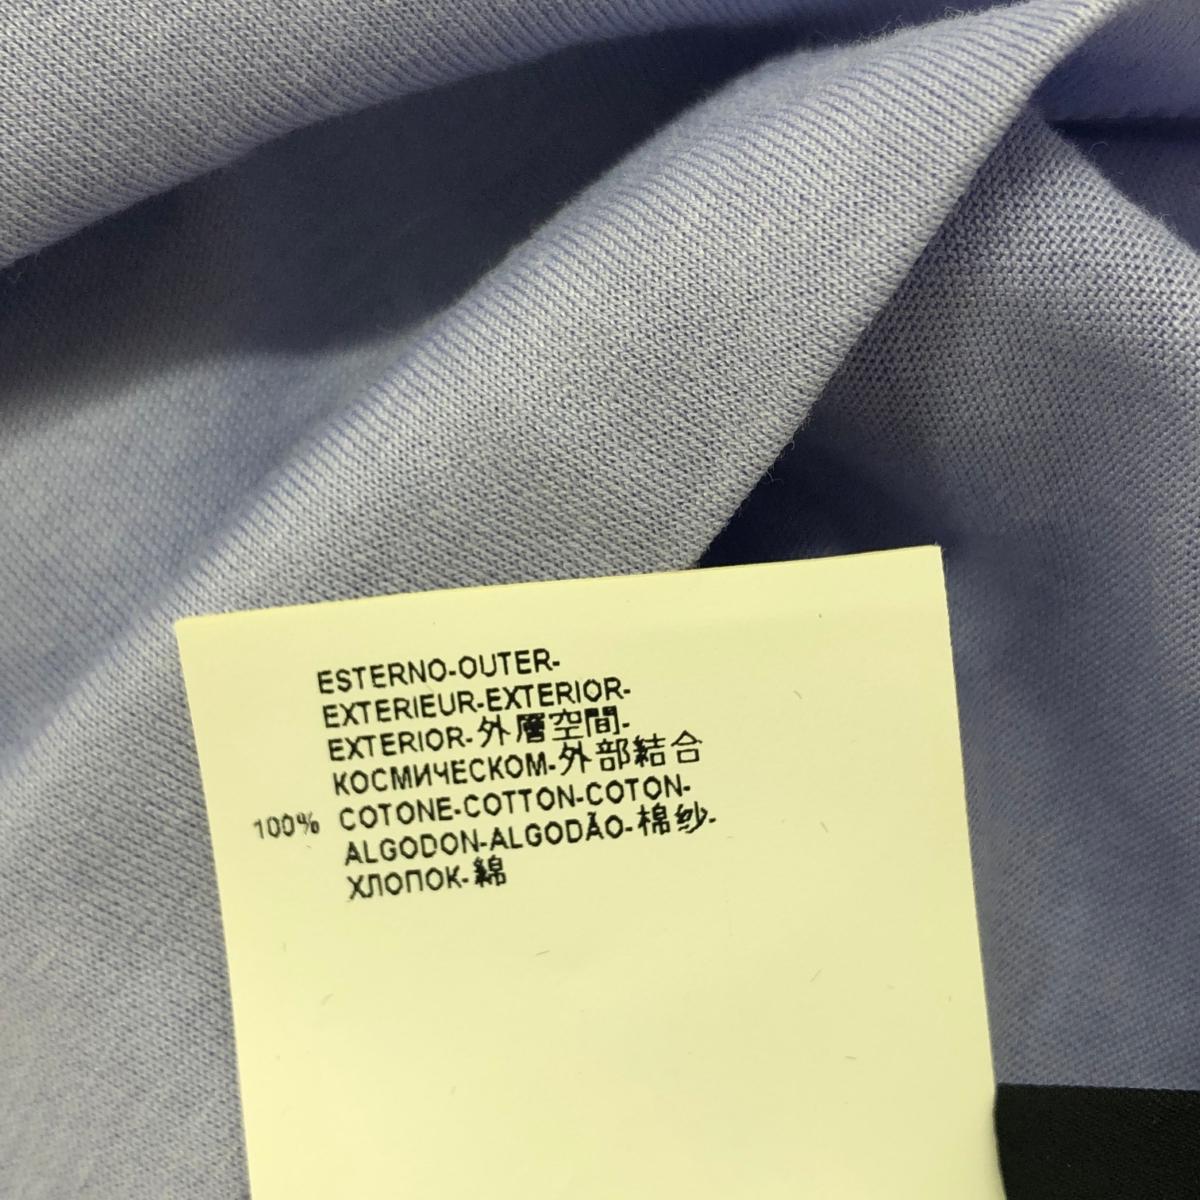 ESTERNO-OUTER-
EXTERIEUR-EXTERIOR-
EXTERIOR-外層空間-
КОСМИЧЕСКОМ-外部結合
100% COTONE-COTTON-COTON-
ALGODON-ALGODÃO-棉纱-
ХЛОПОК-綿